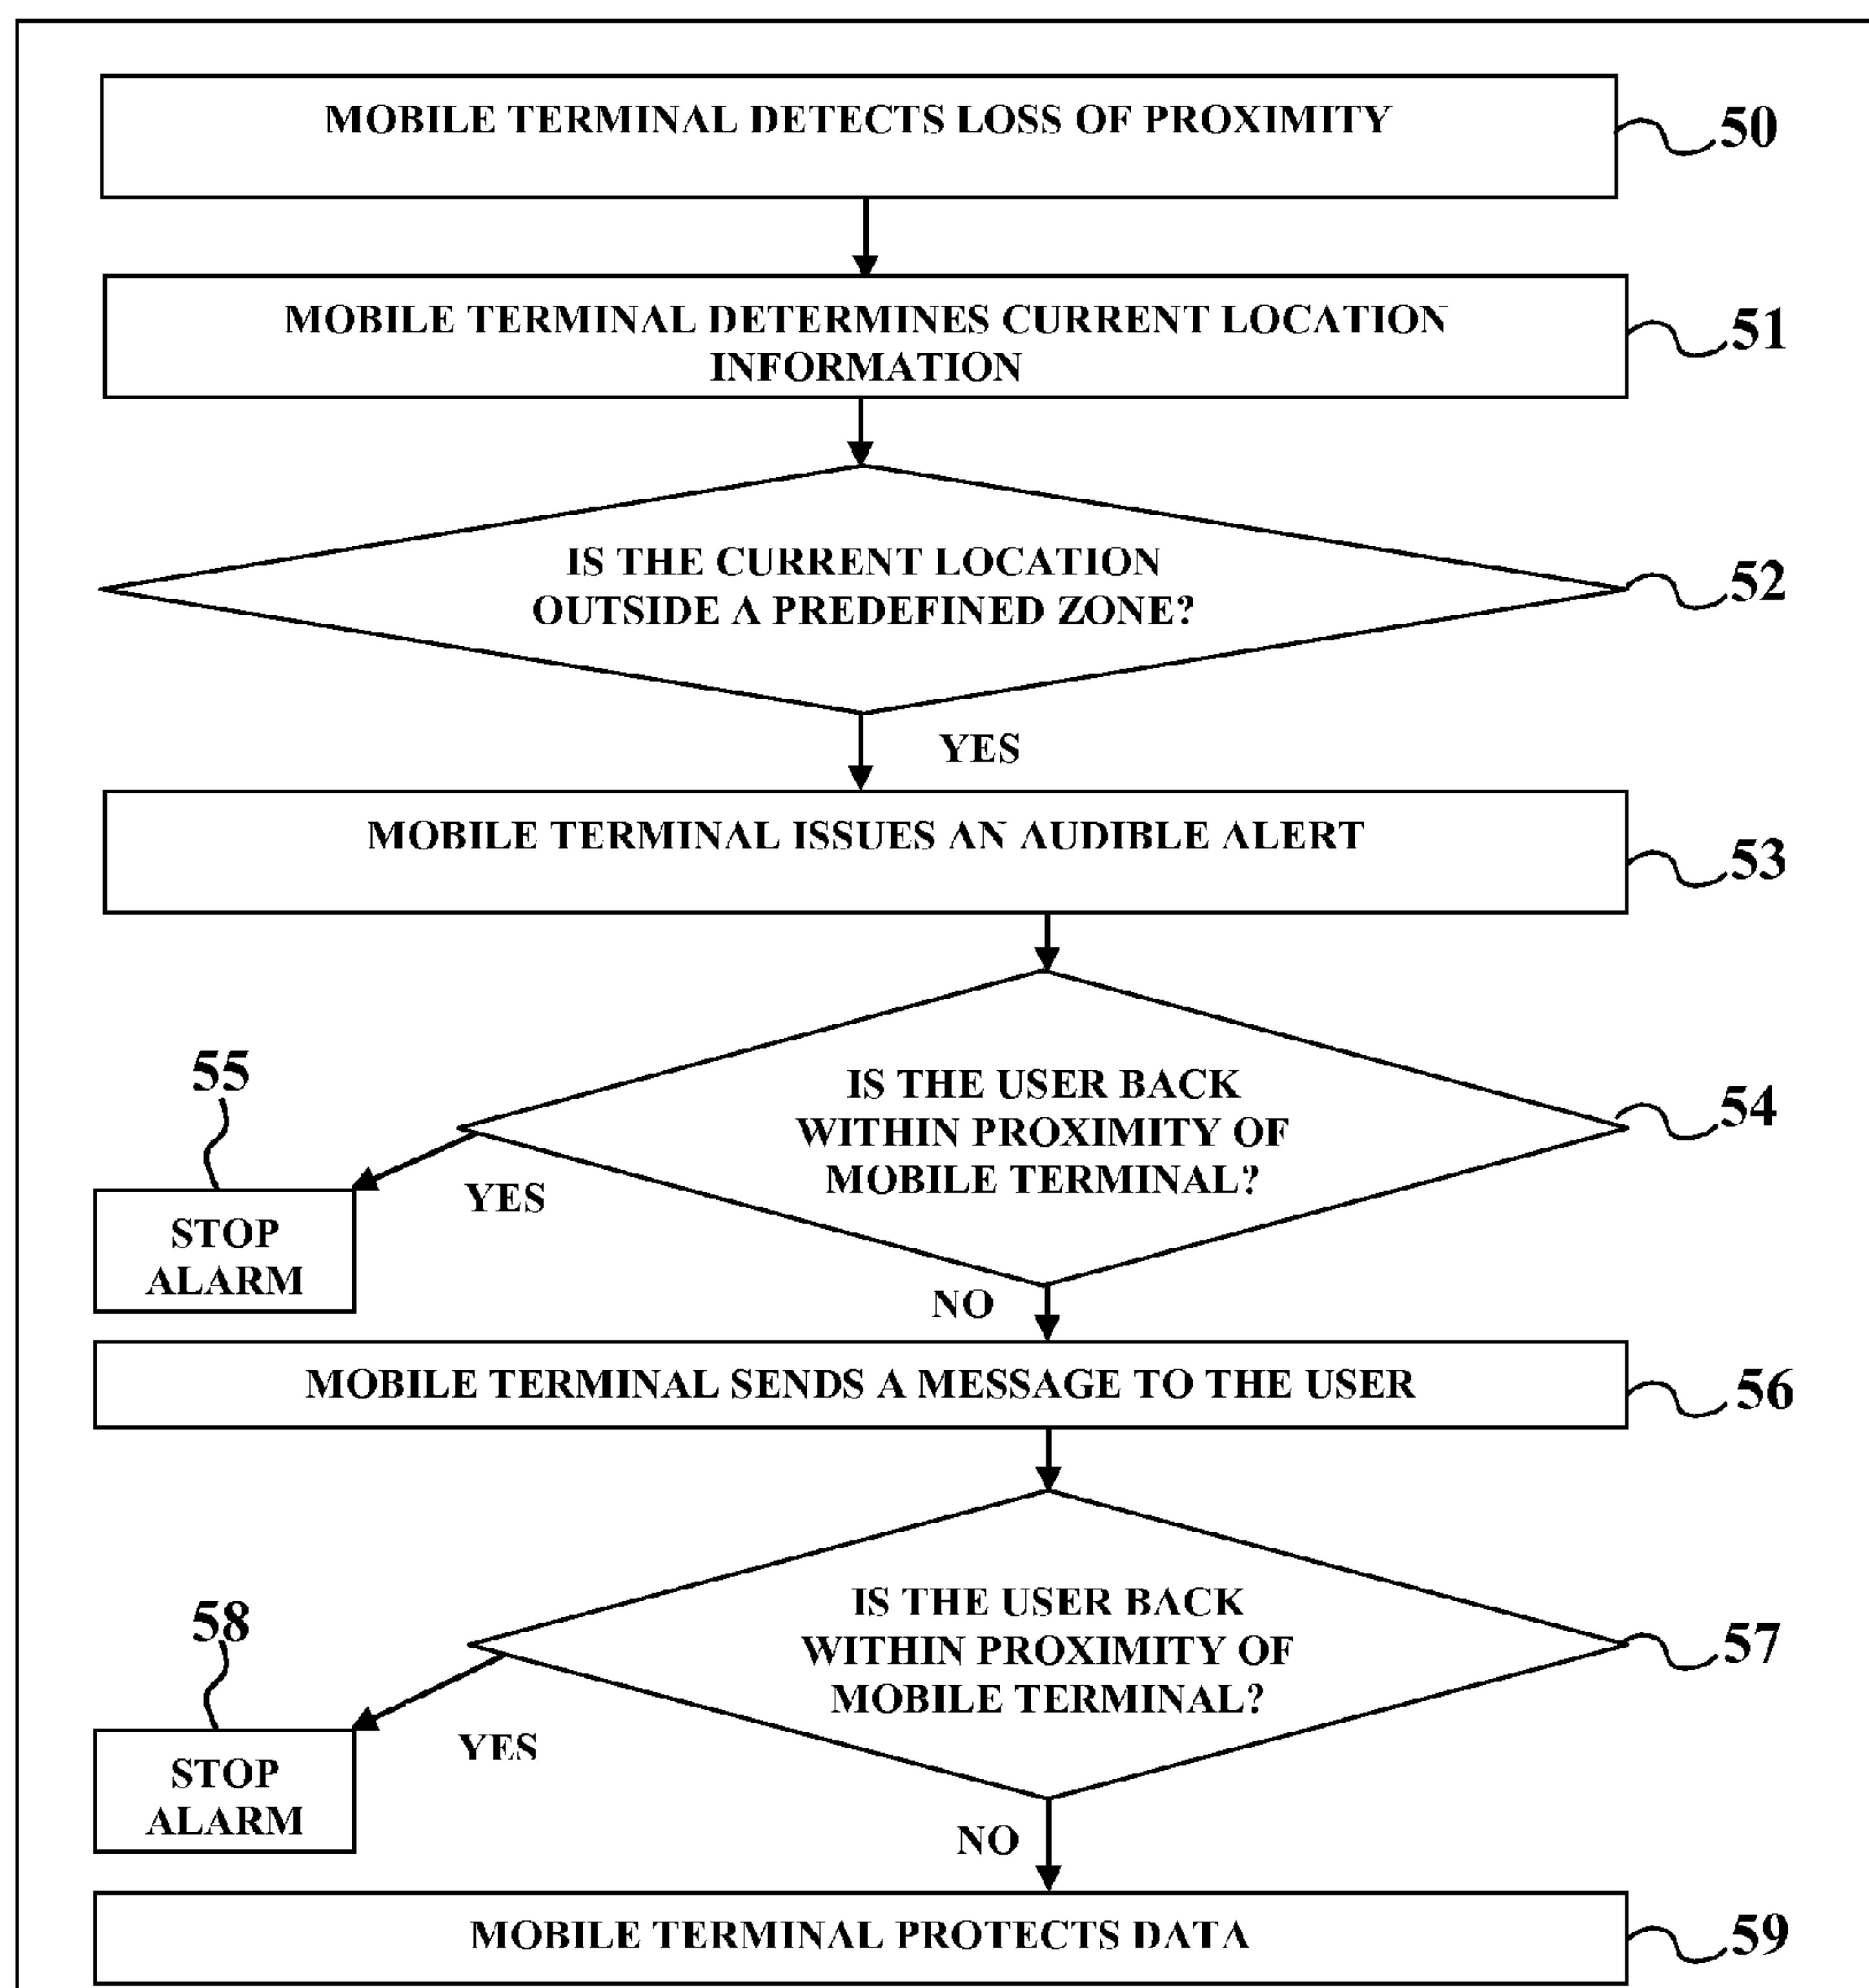 MOBILE TERMINAL DETECTS LOSS OF PROXIMITY
50
MOBILE TERMINAL DETERMINES CURRENT LOCATION
INFORMATION
51
IS THE CURRENT LOCATION
OUTSIDE A PREDEFINED ZONE?
52
YES
MOBILE TERMINAL ISSUES AN AUDIBLE ALERT
53
IS THE USER BACK
WITHIN PROXIMITY OF
MOBILE TERMINAL?
54
55
YES
STOP
ALARM
NO
MOBILE TERMINAL SENDS A MESSAGE TO THE USER
56
IS THE USER BACK
WITHIN PROXIMITY OF
MOBILE TERMINAL?
57
58
YES
STOP
ALARM
NO
MOBILE TERMINAL PROTECTS DATA
59